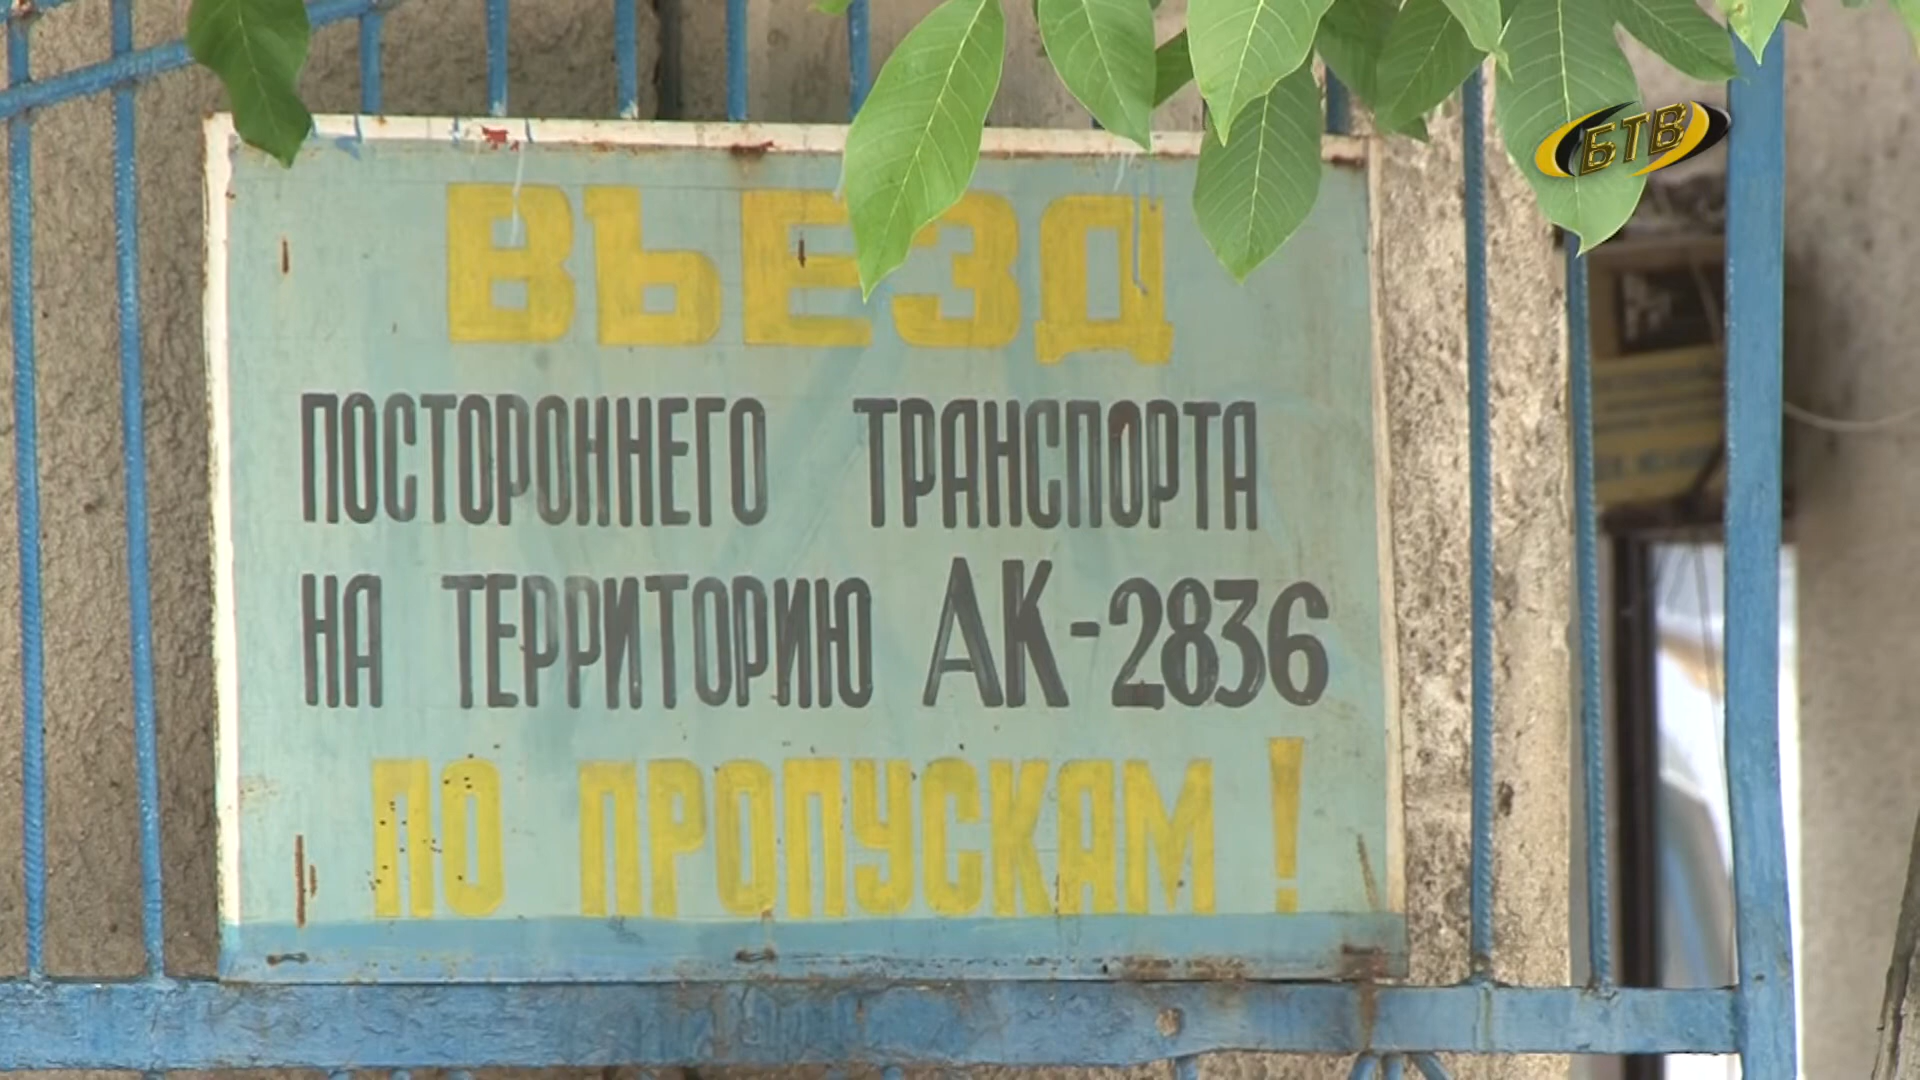 БТВ
ВЪЕЗД
ПОСТОРОННЕГО ТРАНСПОРТА
НА ТЕРРИТОРИЮ АК-2836
ПО ПРОПУСКАМ!